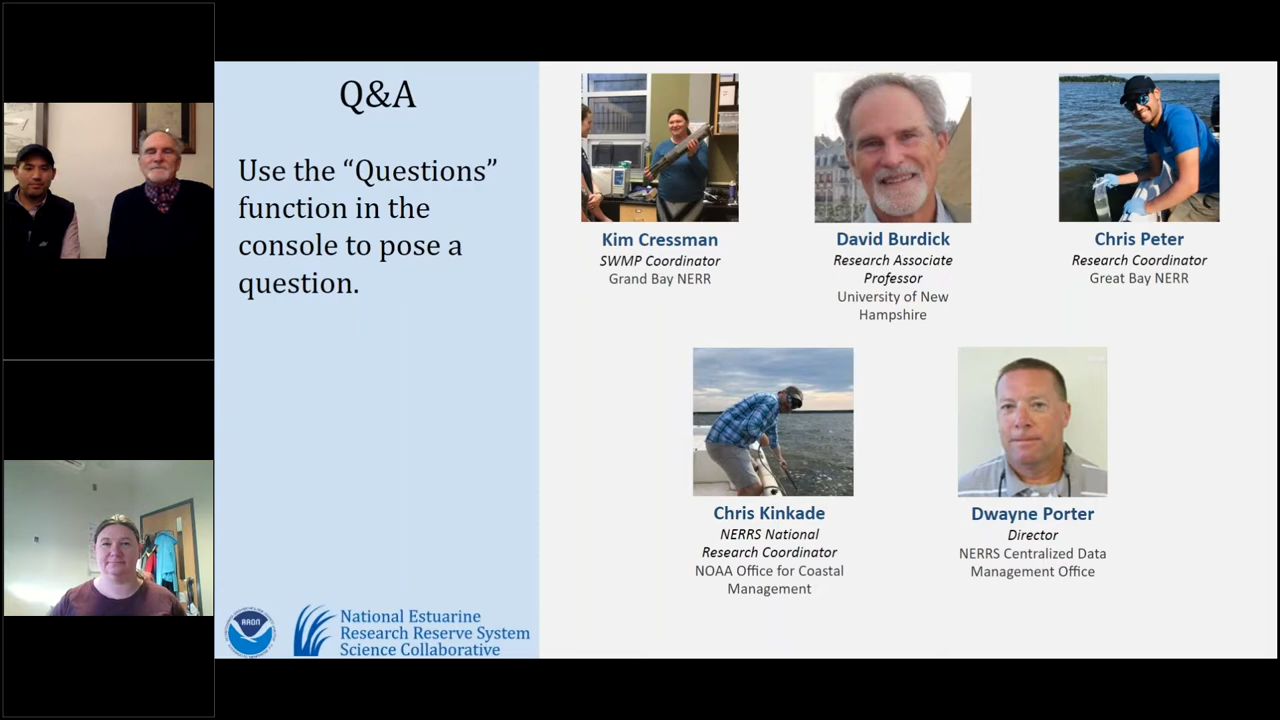 Q&A
Use the “Questions”
function in the
console to pose a
question.
Kim Cressman
SWMP Coordinator
Grand Bay NERR
David Burdick
Research Associate
Professor
University of New
Hampshire
Chris Peter
Research Coordinator
Great Bay NERR
Chris Kinkade
NERRS National
Research Coordinator
NOAA Office for Coastal
Management
Dwayne Porter
Director
NERRS Centralized Data
Management Office
National Estuarine
Research Reserve System
Science Collaborative